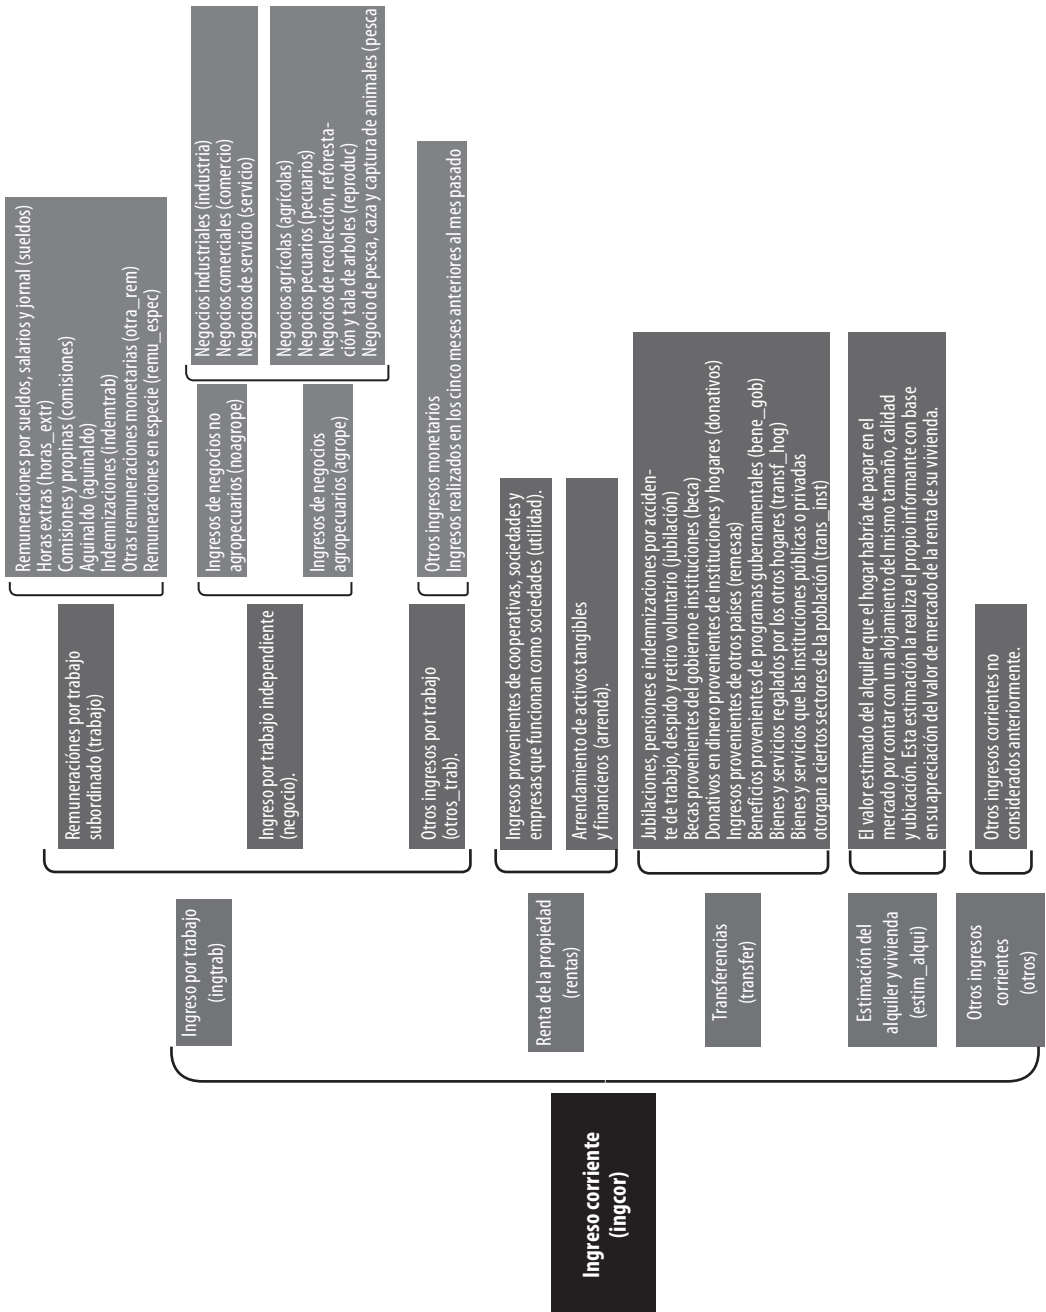 Ingreso corriente
(ingcor)
Ingreso por trabajo
(ingtrab)
Remuneraciónes por trabajo
subordinado (trabajo)
Remuneraciones por sueldos, salarios y jornal (sueldos)
Horas extras (horas_extr)
Comisiones y propinas (comisiones)
Aguinaldo (aguinaldo)
Indemnizaciones (indemtrab)
Otras remuneraciones monetarias (otra_rem)
Remuneraciones en especie (remu_espec)
Ingreso por trabajo independiente
(negocio).
Ingresos de negocios no
agropecuarios (noagrope)
Negocios industriales (industria)
Negocios comerciales (comercio)
Negocios de servicio (servicio)
Ingresos de negocios
agropecuarios (agrope)
Negocios agrícolas (agrícolas)
Negocios pecuarios (pecuarios)
Negocios de recolección, reforesta-
ción y tala de arboles (reproduc)
Negocio de pesca, caza y captura de animales (pesca
Otros ingresos por trabajo
(otros_trab).
Otros ingresos monetarios
Ingresos realizados en los cinco meses anteriores al mes pasado
Renta de la propiedad
(rentas)
Ingresos provenientes de cooperativas, sociedades y
empresas que funcionan como sociedades (utilidad).
Arrendamiento de activos tangibles
y financieros (arrenda).
Transferencias
(transfer)
Jubilaciones, pensiones e indemnizaciones por acciden-
te de trabajo, despido y retiro voluntario (jubilación)
Becas provenientes del gobierno e instituciones (beca)
Donativos en dinero provenientes de instituciones y hogares (donativos)
Ingresos provenientes de otros países (remesas)
Beneficios provenientes de programas gubernamentales (bene_gob)
Bienes y servicios regalados por los otros hogares (transf_hog)
Bienes y servicios que las instituciones públicas o privadas
otorgan a ciertos sectores de la población (trans_inst)
Estimación del
alquiler y vivienda
(estim_alqui)
El valor estimado del alquiler que el hogar habría de pagar en el
mercado por contar con un alojamiento del mismo tamaño, calidad
y ubicación. Esta estimación la realiza el propio informante con base
en su apreciación del valor de mercado de la renta de su vivienda.
Otros ingresos
corrientes
(otros)
Otros ingresos corrientes no
considerados anteriormente.